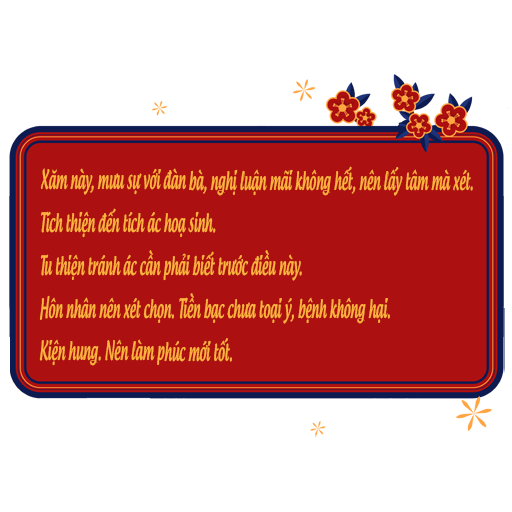 Xăm này, mưu sự với đàn bà, nghị luận mãi không hết, nên lấy tâm mà xét.
Tích thiện đến tích ác hoạ sinh.
Tu thiện tránh ác cần phải biết trước điều này.
Hôn nhân nên xét chọn. Tiền bạc chưa toại ý, bệnh không hại.
Kiện hung. Nên làm phúc mới tốt.